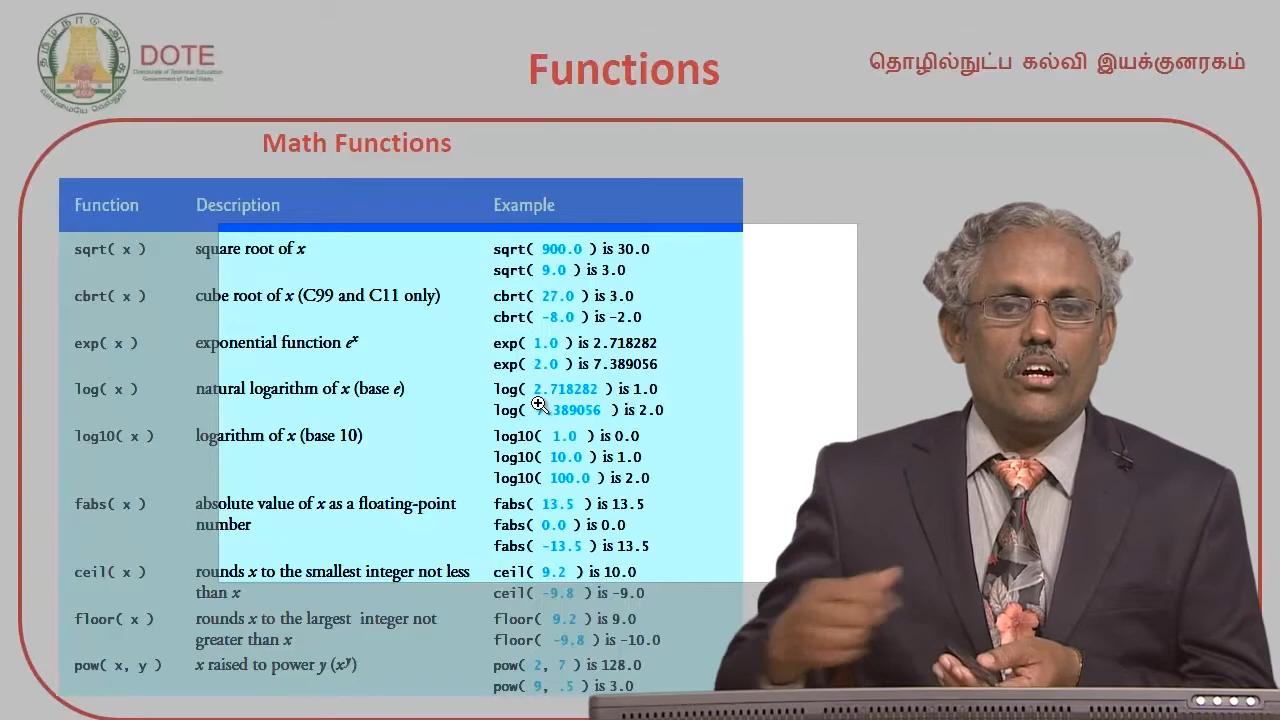 DOTE
Directorate of Technical Education
Government of Tamil Nadu
Functions
தொழில்நுட்ப கல்வி இயக்குனரகம்
Math Functions
Function Description Example
sqrt( x ) square root of x sqrt( 900.0 ) is 30.0
sqrt( 9.0 ) is 3.0
cbrt( x ) cube root of x (C99 and C11 only) cbrt( 27.0 ) is 3.0
cbrt( -8.0 ) is -2.0
exp( x ) exponential function eˣ exp( 1.0 ) is 2.718282
exp( 2.0 ) is 7.389056
log( x ) natural logarithm of x (base e) log( 2.718282 ) is 1.0
log( .389056 ) is 2.0
log10( x ) logarithm of x (base 10) log10( 1.0 ) is 0.0
log10( 10.0 ) is 1.0
log10( 100.0 ) is 2.0
fabs( x ) absolute value of x as a floating-point fabs( 13.5 ) is 13.5
number fabs( 0.0 ) is 0.0
fabs( -13.5 ) is 13.5
ceil( x ) rounds x to the smallest integer not less ceil( 9.2 ) is 10.0
than x ceil( -9.8 ) is -9.0
floor( x ) rounds x to the largest integer not floor( 9.2 ) is 9.0
greater than x floor( -9.8 ) is -10.0
pow( x, y ) x raised to power y (xʸ) pow( 2, 7 ) is 128.0
pow( 9, .5 ) is 3.0